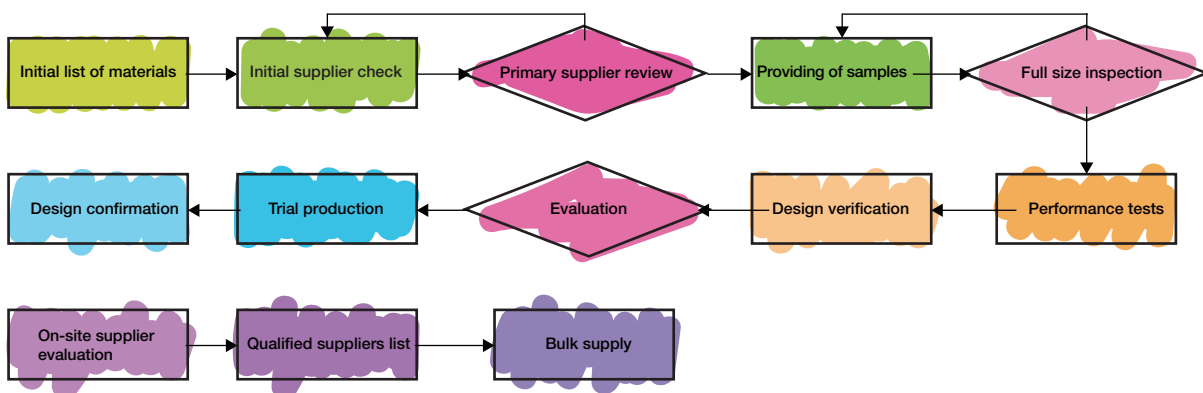 Initial list of materials
Initial supplier check
Primary supplier review
Providing of samples
Full size inspection
Design confirmation
Trial production
Evaluation
Design verification
Performance tests
On-site supplier
evaluation
Qualified suppliers list
Bulk supply